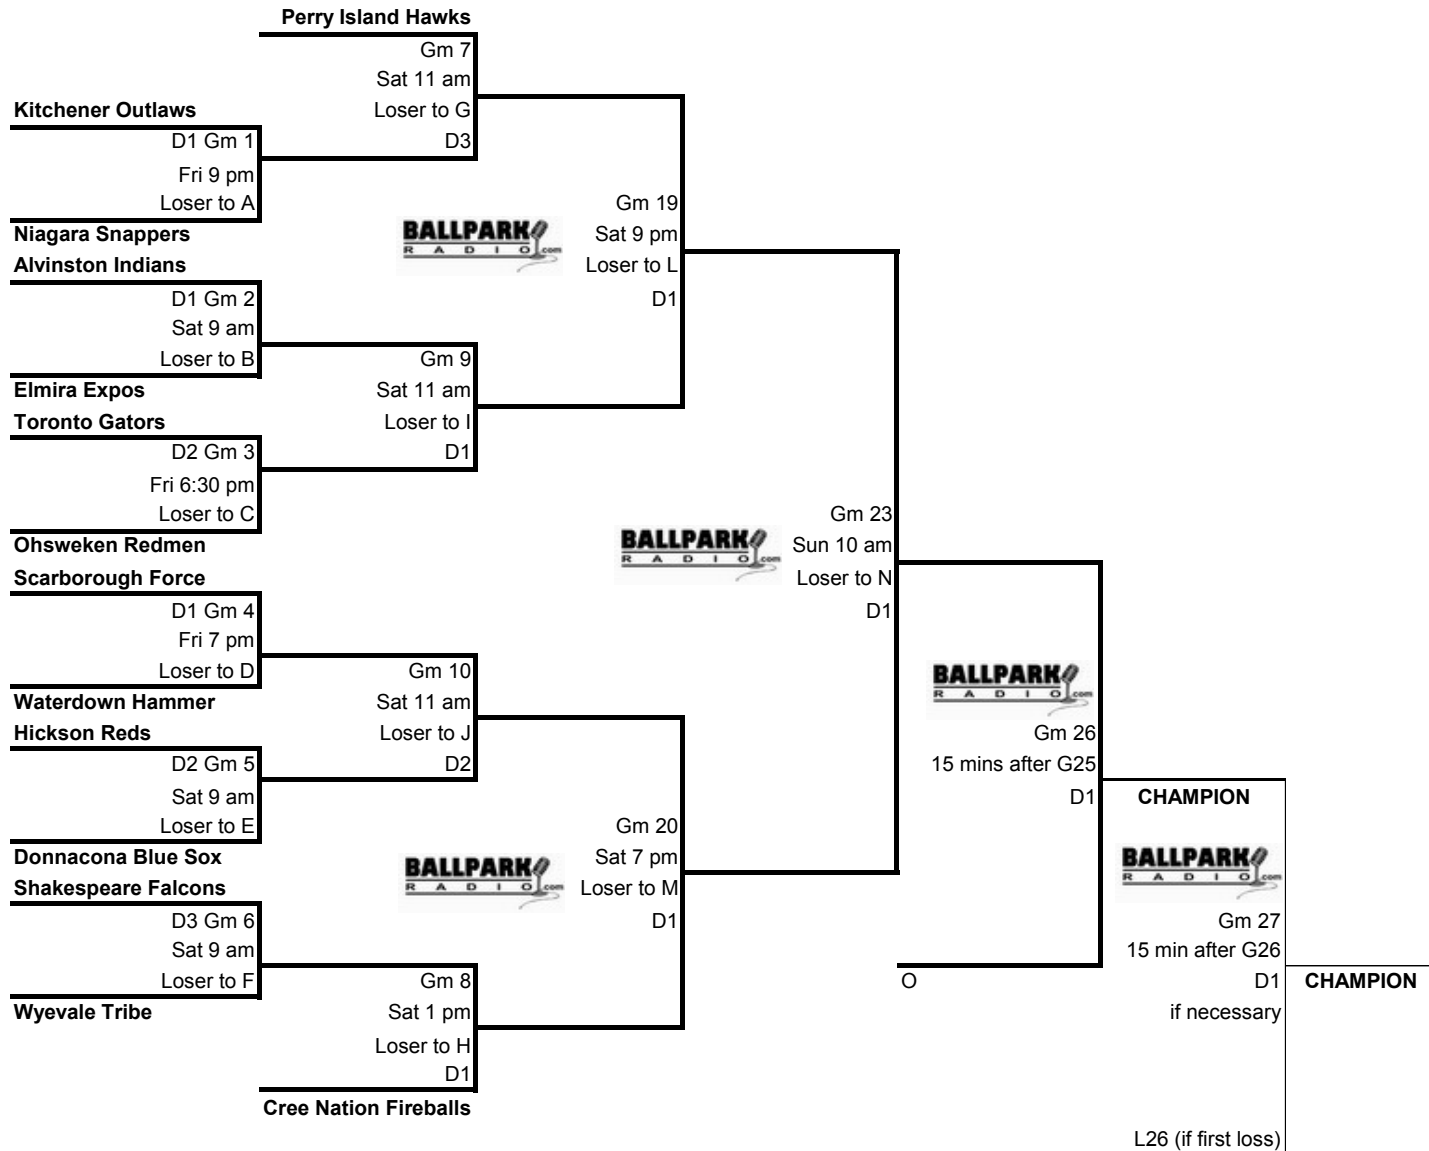 Perry Island Hawks
Gm 7
Sat 11 am
Kitchener Outlaws
Loser to G
D1 Gm 1
D3
Fri 9 pm
Loser to A
Gm 19
Niagara Snappers
BALLPARK
RADIO.com
Sat 9 pm
Alvinston Indians
Loser to L
D1 Gm 2
D1
Sat 9 am
Loser to B
Gm 9
Elmira Expos
Sat 11 am
Toronto Gators
Loser to I
D2 Gm 3
D1
Fri 6:30 pm
Loser to C
Gm 23
Ohsweken Redmen
BALLPARK
RADIO.com
Sun 10 am
Scarborough Force
Loser to N
D1 Gm 4
D1
Fri 7 pm
Loser to D
Gm 10
BALLPARK
RADIO.com
Waterdown Hammer
Sat 11 am
Hickson Reds
Loser to J
Gm 26
D2 Gm 5
D2
15 mins after G25
Sat 9 am
D1
CHAMPION
Loser to E
Gm 20
Donnacona Blue Sox
BALLPARK
RADIO.com
Sat 7 pm
BALLPARK
RADIO.com
Shakespeare Falcons
Loser to M
D3 Gm 6
D1
Gm 27
Sat 9 am
15 min after G26
Loser to F
Gm 8
O
D1
CHAMPION
Wyevale Tribe
Sat 1 pm
if necessary
Loser to H
D1
Cree Nation Fireballs
L26 (if first loss)